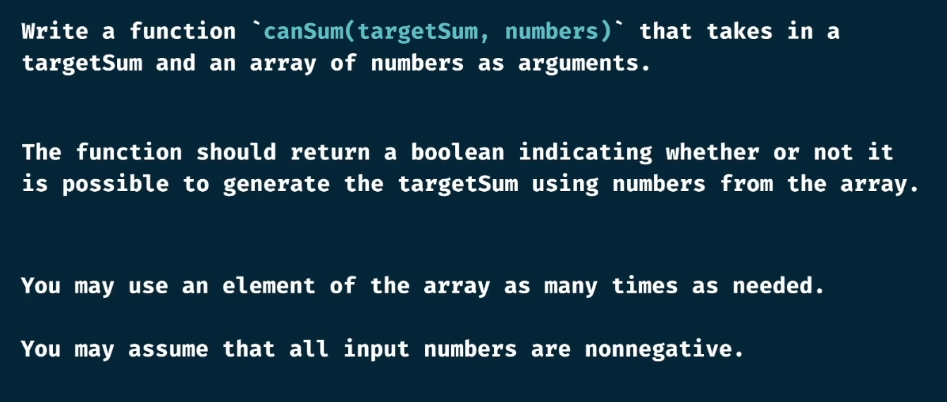 Write a function `canSum(targetSum, numbers)` that takes in a
targetSum and an array of numbers as arguments.
The function should return a boolean indicating whether or not it
is possible to generate the targetSum using numbers from the array.
You may use an element of the array as many times as needed.
You may assume that all input numbers are nonnegative.